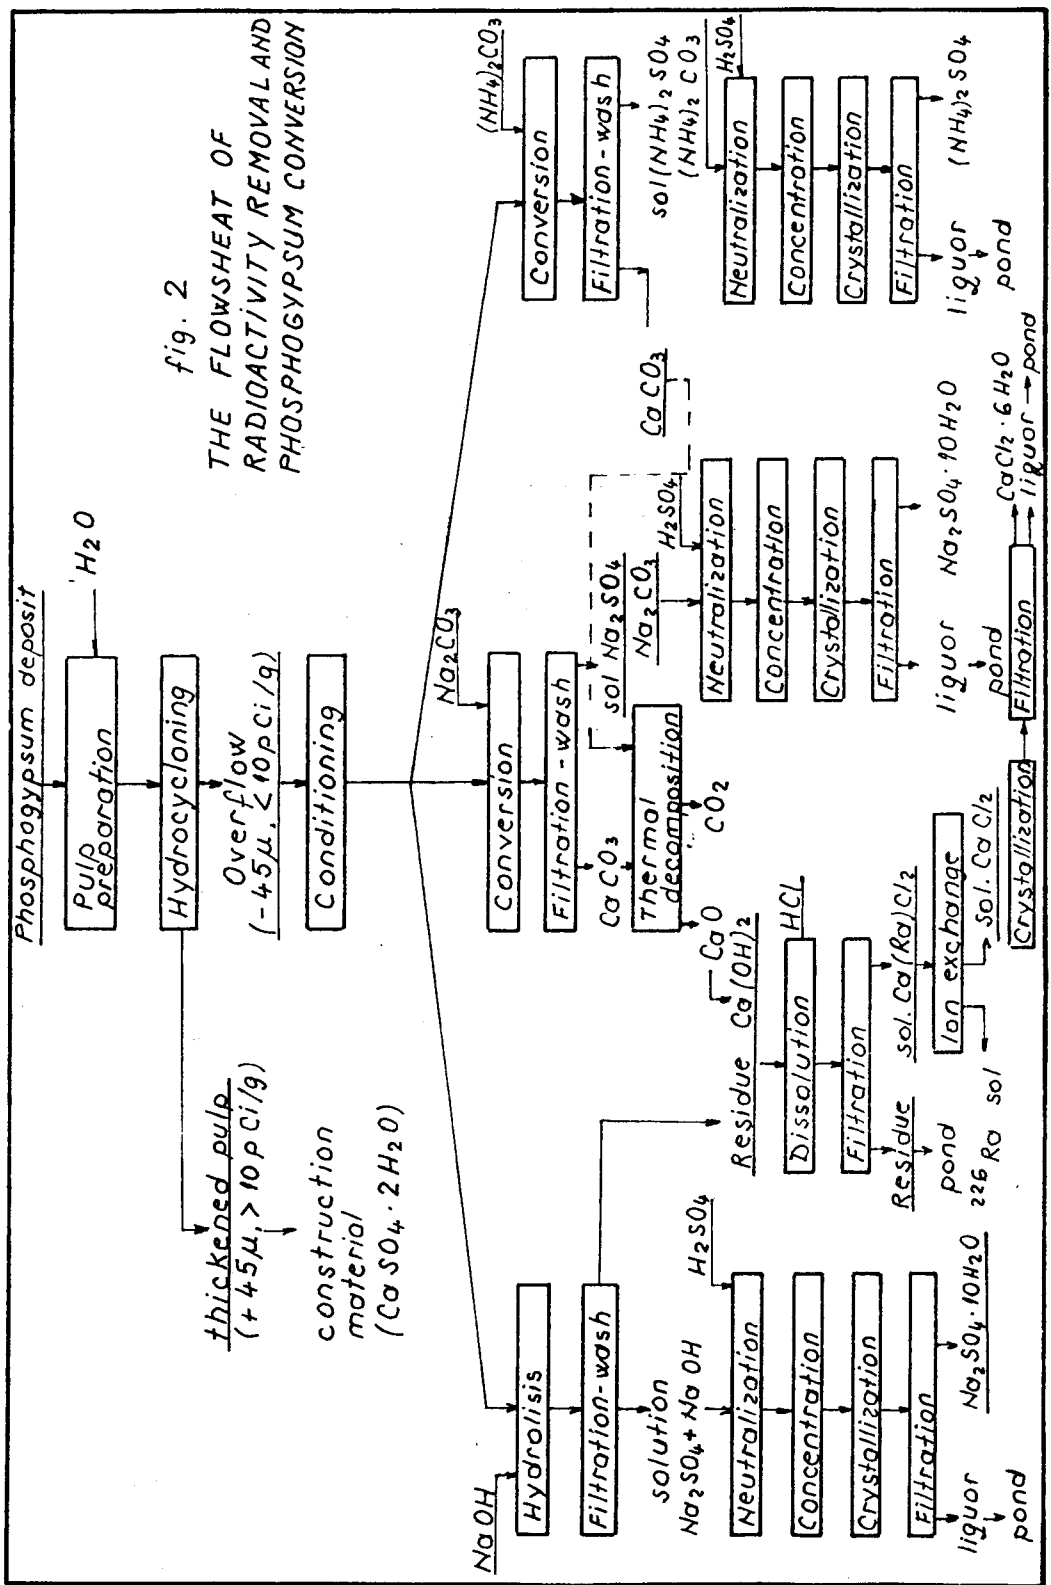 fig. 2
THE FLOWSHEAT OF
RADIOACTIVITY REMOVAL AND
PHOSPHOGYPSUM CONVERSION
Phosphogypsum deposit
H2O
Pulp
preparation
Hydrocycloning
Overflow
(-45μ, ≤10pCi/g)
Conditioning
thickened pulp
(+45μ, >10pCi/g)
construction
material
(CaSO4·2H2O)
NaOH
Hydrolisis
Filtration-wash
solution
Na2SO4+NaOH
H2SO4
Neutralization
Concentration
Crystallization
Filtration
liquor
pond
Na2SO4·10H2O
Na2CO3
Conversion
Filtration-wash
CaCO3
sol Na2SO4
Na2CO3
Thermal
decomposition
CaO
CO2
Residue Ca(OH)2
HCl
Dissolution
Filtration
Residue
pond
sol. Ca(Ra)Cl2
Ion exchange
226 Ra sol
sol. CaCl2
Crystallization
Filtration
CaCl2·6H2O
liquor → pond
H2SO4
Neutralization
Concentration
Crystallization
Filtration
liquor
pond
Na2SO4·10H2O
(NH4)2CO3
Conversion
Filtration-wash
CaCO3
sol(NH4)2SO4
(NH4)2CO3
H2SO4
Neutralization
Concentration
Crystallization
Filtration
liquor
pond
(NH4)2SO4